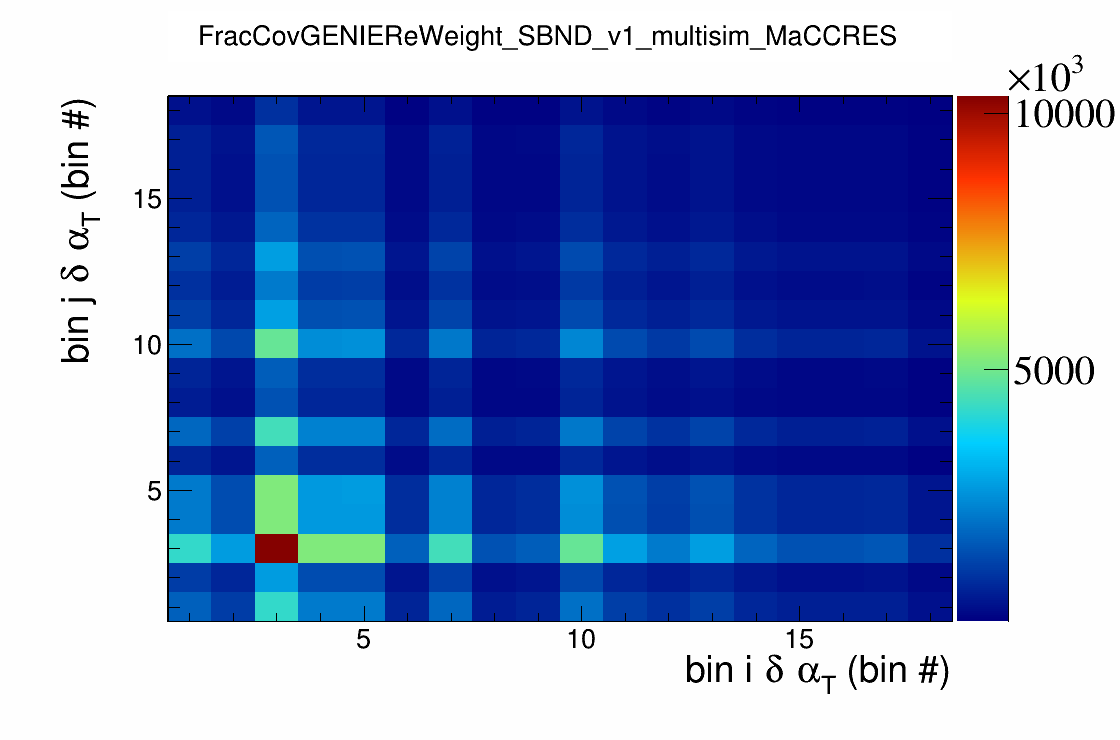 FracCovGENIEReWeight_SBND_v1_multisim_MaCCRES
×10³
10000
5000
bin j δ α_T (bin #)
15
10
5
5 10 15
bin i δ α_T (bin #)